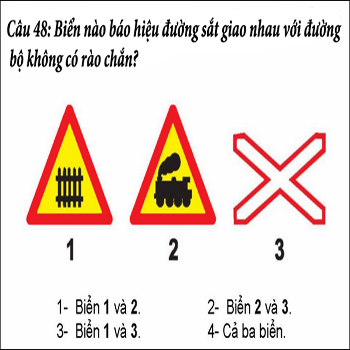 Câu 48: Biển nào báo hiệu đường sắt giao nhau với đường
bộ không có rào chắn?
1 2 3
1- Biển 1 và 2. 2- Biển 2 và 3.
3- Biển 1 và 3. 4- Cả ba biển.